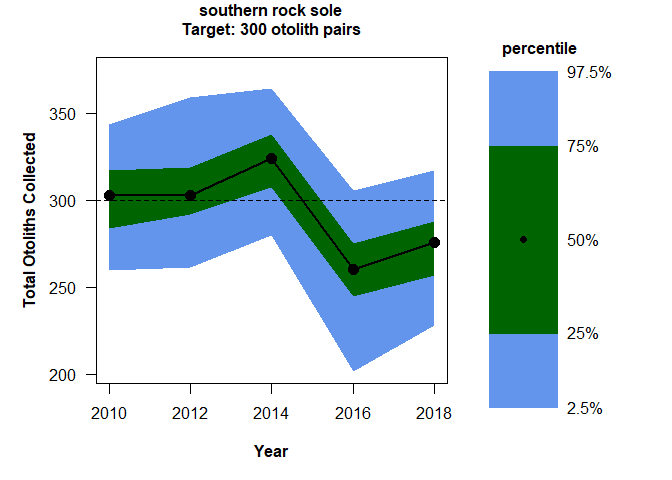 southern rock sole
Target: 300 otolith pairs
percentile
Total Otoliths Collected
350
300
250
200
2010
2012
2014
2016
2018
Year
97.5%
75%
50%
25%
2.5%